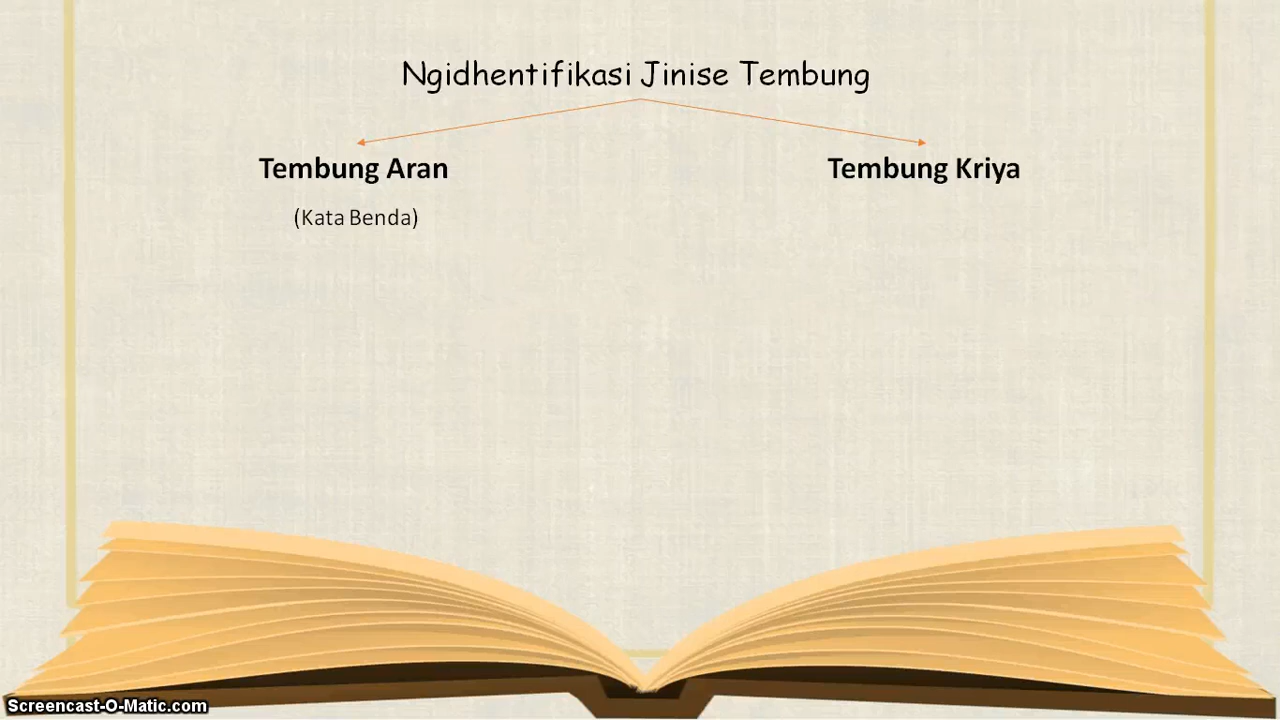 Ngidhentifikasi Jinise Tembung
Tembung Aran
Tembung Kriya
(Kata Benda)
Screencast-O-Matic.com